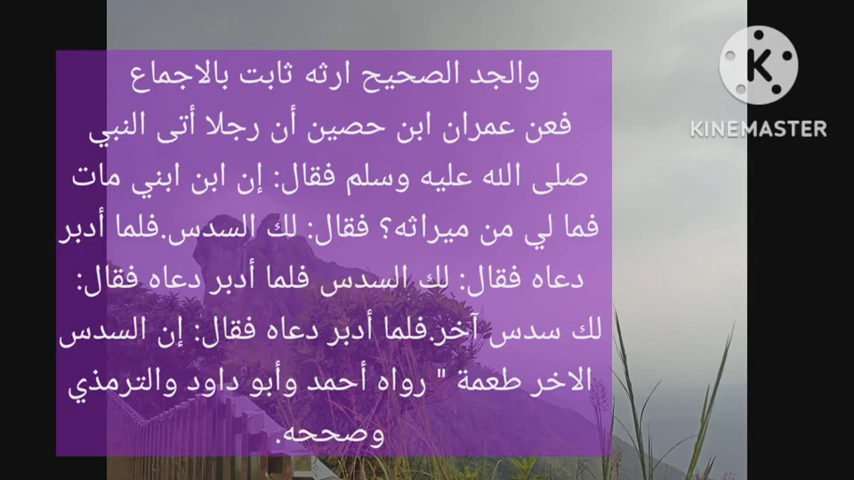 والجد الصحيح ارثه ثابت بالاجماع
فعن عمران ابن حصين أن رجلا أتى النبي
صلى الله عليه وسلم فقال: إن ابن ابني مات
فما لي من ميراثه؟ فقال: لك السدس.فلما أدبر
دعاه فقال: لك السدس فلما أدبر دعاه فقال:
لك سدس آخر.فلما أدبر دعاه فقال: إن السدس
الاخر طعمة " رواه أحمد وأبو داود والترمذي
وصححه.
KINEMASTER